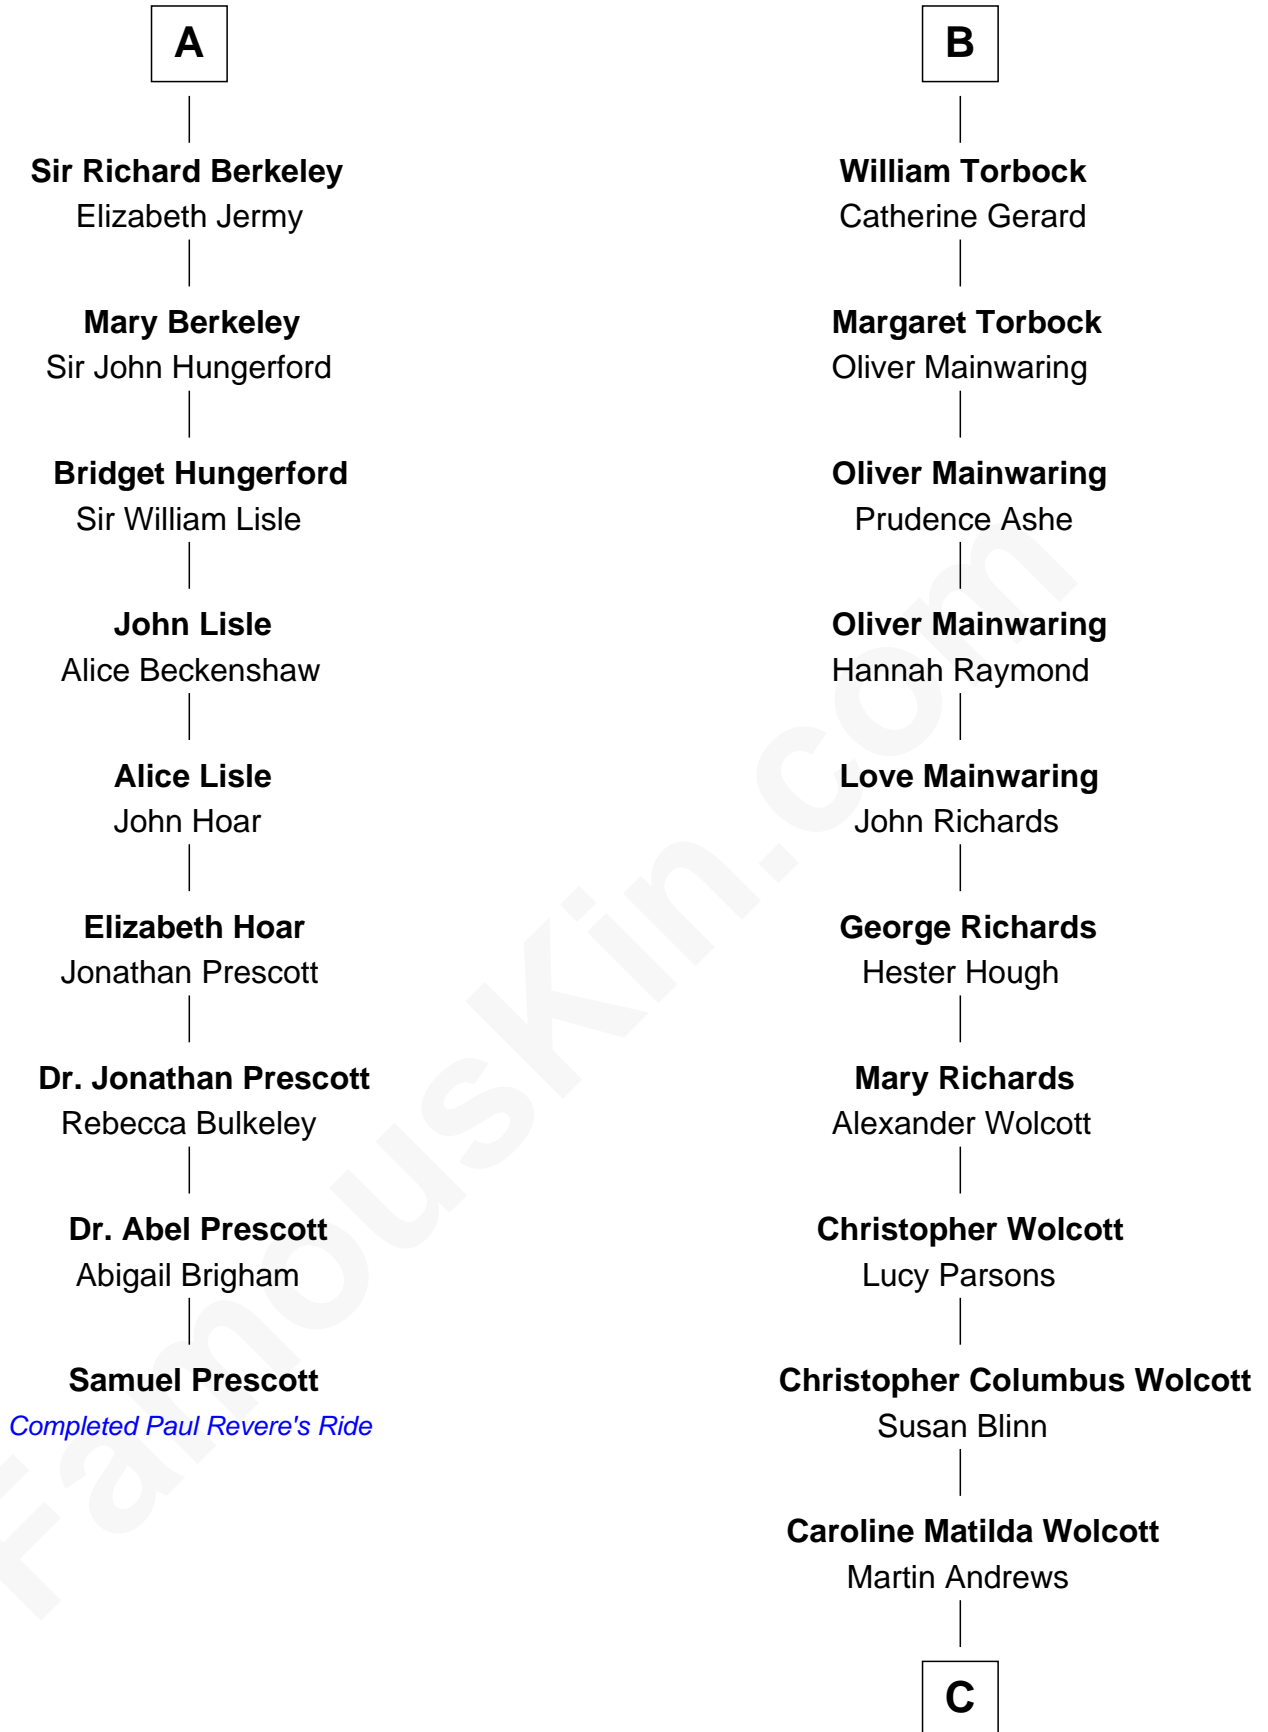 A
Sir Richard Berkeley
Elizabeth Jermy
Mary Berkeley
Sir John Hungerford
Bridget Hungerford
Sir William Lisle
John Lisle
Alice Beckenshaw
Alice Lisle
John Hoar
Elizabeth Hoar
Jonathan Prescott
Dr. Jonathan Prescott
Rebecca Bulkeley
Dr. Abel Prescott
Abigail Brigham
Samuel Prescott
Completed Paul Revere's Ride
B
William Torbock
Catherine Gerard
Margaret Torbock
Oliver Mainwaring
Oliver Mainwaring
Prudence Ashe
Oliver Mainwaring
Hannah Raymond
Love Mainwaring
John Richards
George Richards
Hester Hough
Mary Richards
Alexander Wolcott
Christopher Wolcott
Lucy Parsons
Christopher Columbus Wolcott
Susan Blinn
Caroline Matilda Wolcott
Martin Andrews
C
FamousKin.com